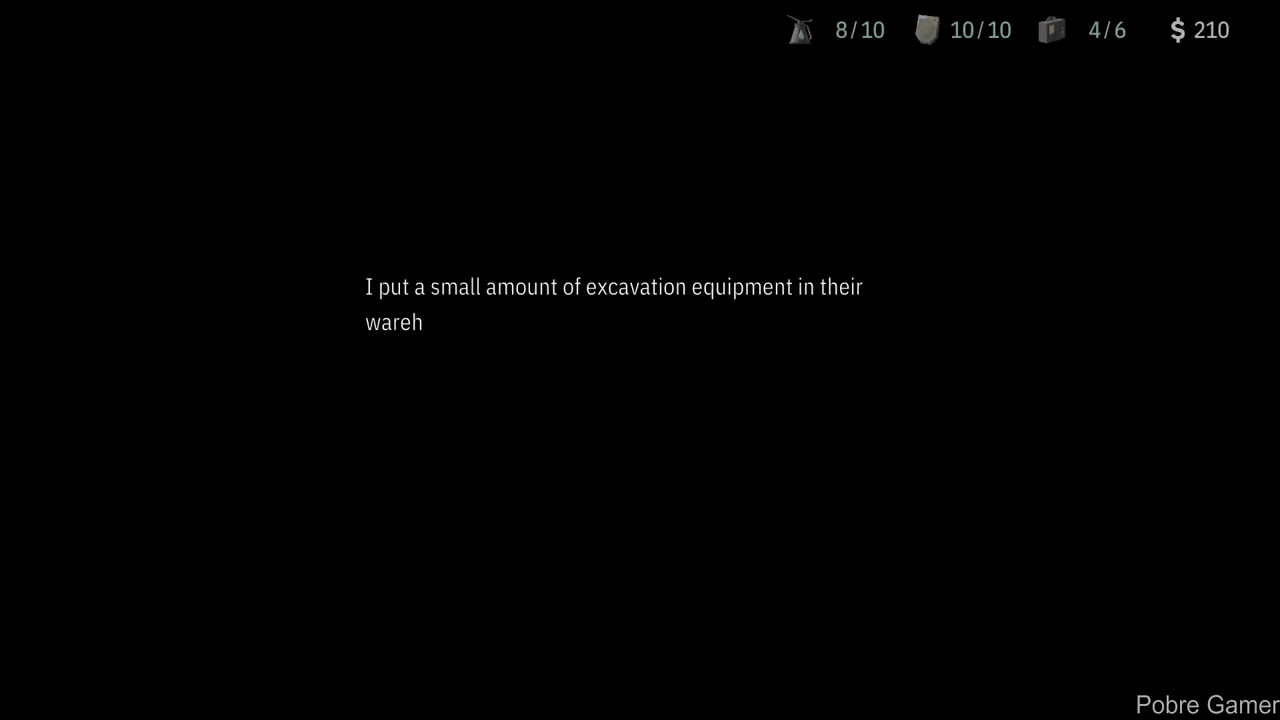 8/10 10/10 4/6 $ 210
I put a small amount of excavation equipment in their
wareh
Pobre Gamer